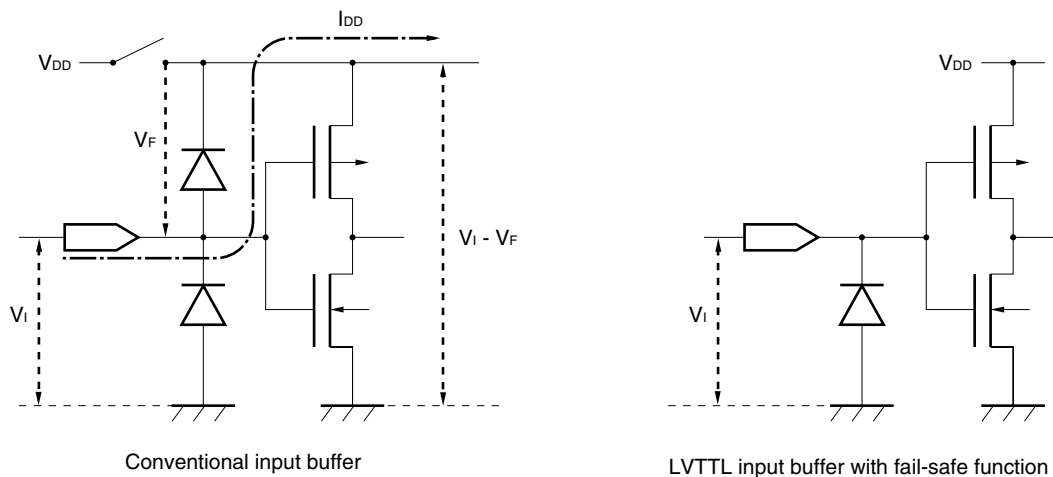 IDD
VDD
VF
VI - VF
VI
Conventional input buffer
VDD
VI
LVTTL input buffer with fail-safe function